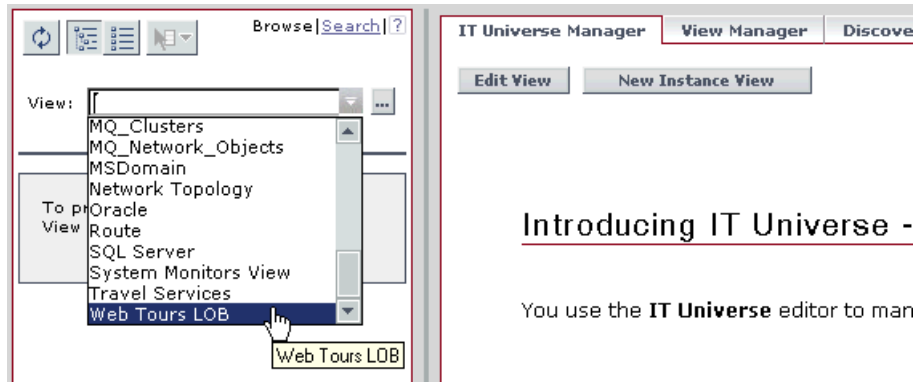 Browse|Search|?
IT Universe Manager
View Manager
Discove
Edit View
New Instance View
View:
...
MQ_Clusters
MQ_Network_Objects
MSDomain
Network Topology
To pr
Oracle
View
Route
SQL Server
System Monitors View
Travel Services
Web Tours LOB
Web Tours LOB
Introducing IT Universe -
You use the IT Universe editor to man